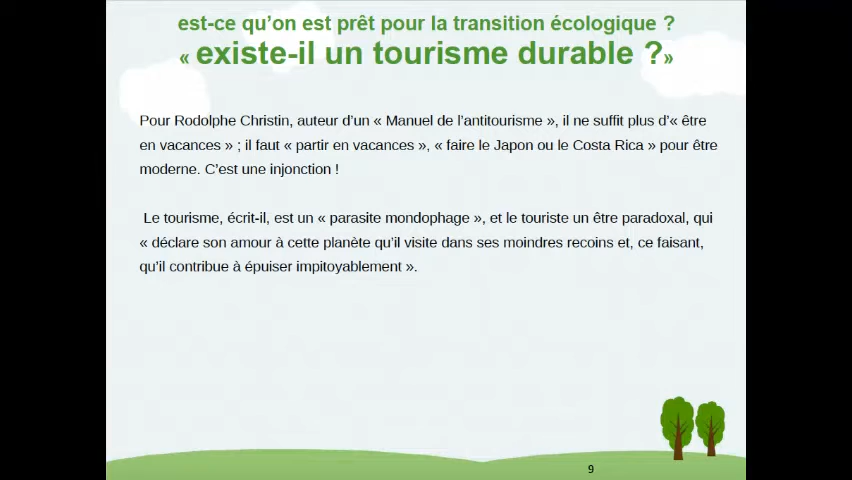 est-ce qu'on est prêt pour la transition écologique ?
« existe-il un tourisme durable ?»
Pour Rodolphe Christin, auteur d'un « Manuel de l'antitourisme », il ne suffit plus d'« être
en vacances » ; il faut « partir en vacances », « faire le Japon ou le Costa Rica » pour être
moderne. C'est une injonction !
Le tourisme, écrit-il, est un « parasite mondophage », et le touriste un être paradoxal, qui
« déclare son amour à cette planète qu'il visite dans ses moindres recoins et, ce faisant,
qu'il contribue à épuiser impitoyablement ».
9